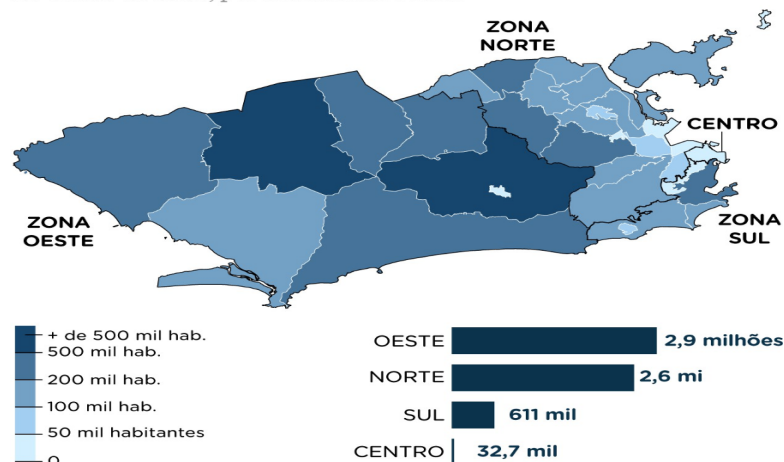 ZONA
NORTE
CENTRO
ZONA
OESTE
ZONA
SUL
+ de 500 mil hab.
500 mil hab.
200 mil hab.
100 mil hab.
50 mil habitantes
0
OESTE 2,9 milhões
NORTE 2,6 mi
SUL 611 mil
CENTRO 32,7 mil